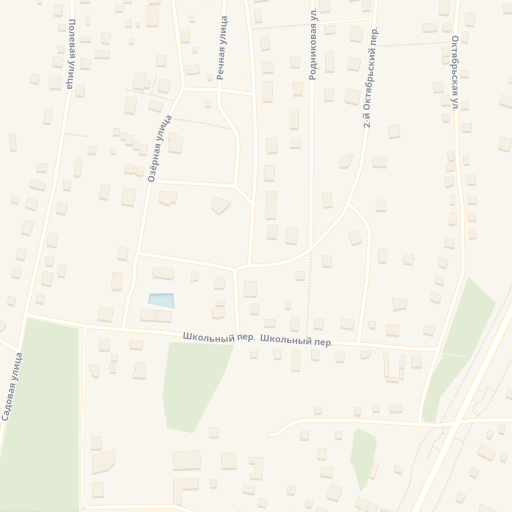 Полевая улица
Речная улица
Родниковая ул.
2-й Октябрьский пер.
Октябрьская ул.
Озёрная улица
Школьный пер.
Школьный пер.
Садовая улица